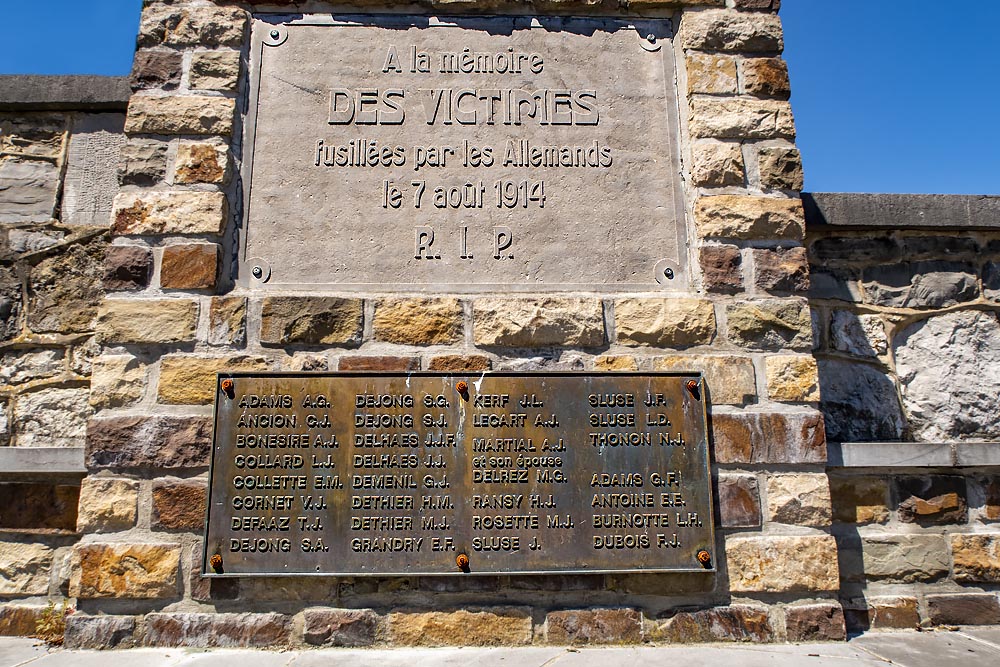 A la mémoire
DES VICTIMES
fusillées par les Allemands
le 7 août 1914
R. I. P.
ADAMS A.G.
ANCION C.J.
BONESIRE A.J.
COLLARD L.J.
COLLETTE E.M.
CORNET V.J.
DEFAAZ T.J.
DEJONG S.A.
DEJONG S.G.
DEJONG S.J.
DELHAES J.J.F.
DELHAES J.J.
DEMENIL G.J.
DETHIER H.M.
DETHIER M.J.
GRANDRY E.F.
KERF J.L.
LECART A.J.
MARTIAL A.J.
et son épouse
DELREZ M.G.
RANSY H.J.
ROSETTE M.J.
SLUSE J.
SLUSE J.F.
SLUSE L.D.
THONON N.J.
ADAMS G.F.
ANTOINE E.E.
BURNOTTE L.H.
DUBOIS F.J.